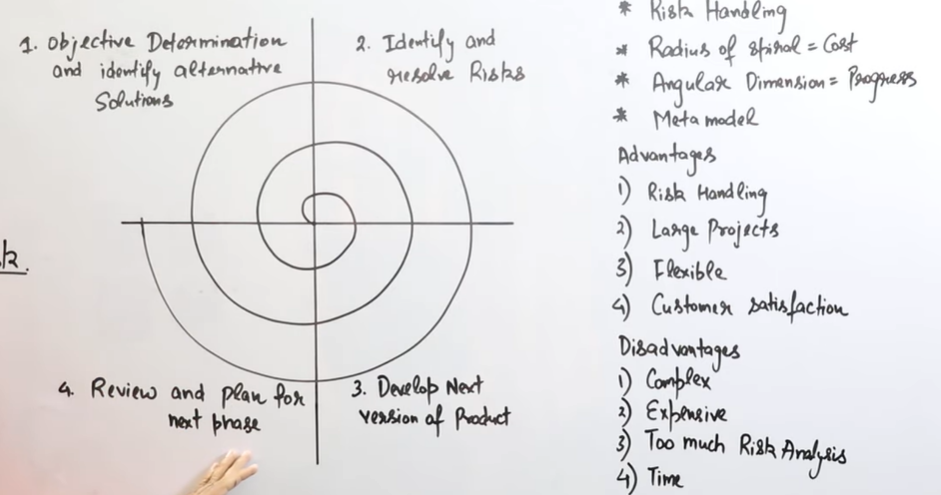 1. Objective Determination
and identify alternative
Solutions
2. Identify and
resolve Risks
4. Review and plan for
next phase
3. Develop Next
version of Product
k.
* Risk Handling
* Radius of Spiral = Cost
* Angular Dimension = Progress
* Meta model
Advantages
1) Risk Handling
2) Large Projects
3) Flexible
4) Customer Satisfaction
Disadvantages
1) Complex
2) Expensive
3) Too much Risk Analysis
4) Time